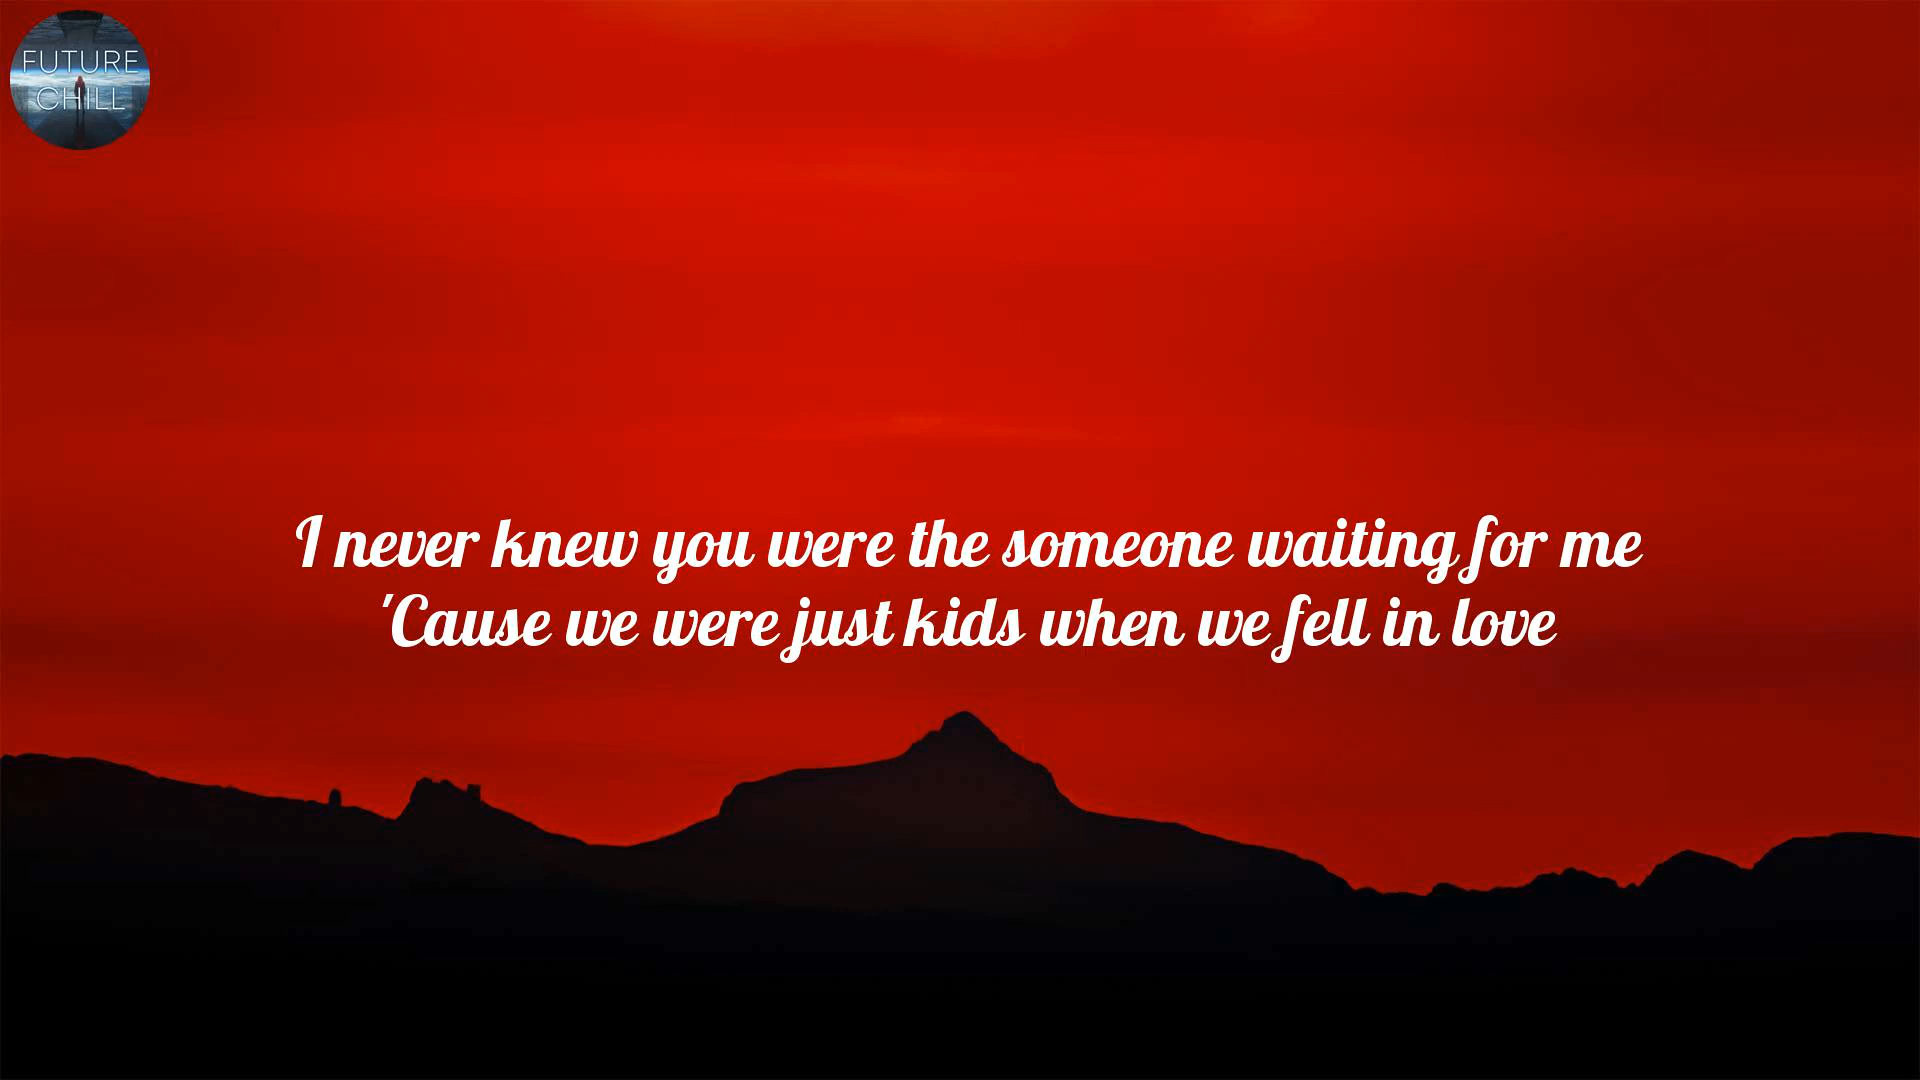 FUTURE
CHILL
I never knew you were the someone waiting for me
'Cause we were just kids when we fell in love